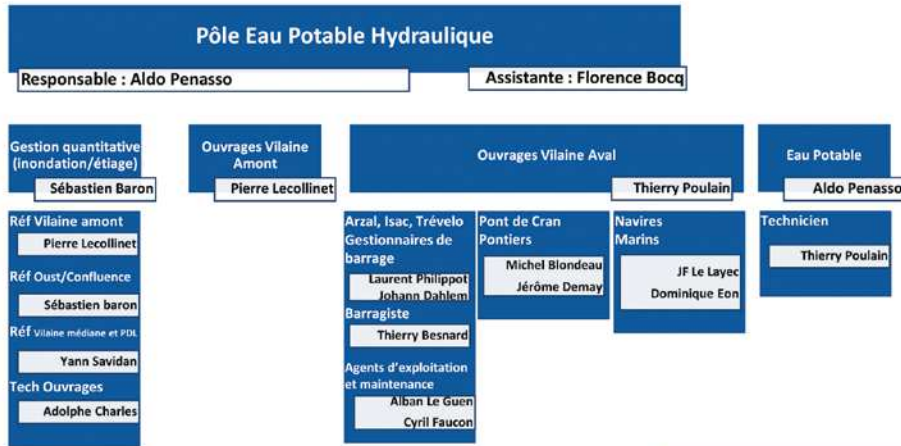 Pôle Eau Potable Hydraulique
Responsable : Aldo Penasso
Assistante : Florence Bocq
Gestion quantitative
(inondation/étiage)
Sébastien Baron
Réf Vilaine amont
Pierre Lecollinet
Réf Oust/Confluence
Sébastien baron
Réf Vilaine médiane et PDL
Yann Savidan
Tech Ouvrages
Adolphe Charles
Ouvrages Vilaine
Amont
Pierre Lecollinet
Ouvrages Vilaine Aval
Thierry Poulain
Arzal, Isac, Trévelo
Gestionnaires de
barrage
Laurent Philippot
Johann Dahlem
Barragiste
Thierry Besnard
Agents d'exploitation
et maintenance
Alban Le Guen
Cyril Faucon
Pont de Cran
Pontiers
Michel Blondeau
Jérôme Demay
Navires
Marins
JF Le Layec
Dominique Eon
Eau Potable
Aldo Penasso
Technicien
Thierry Poulain